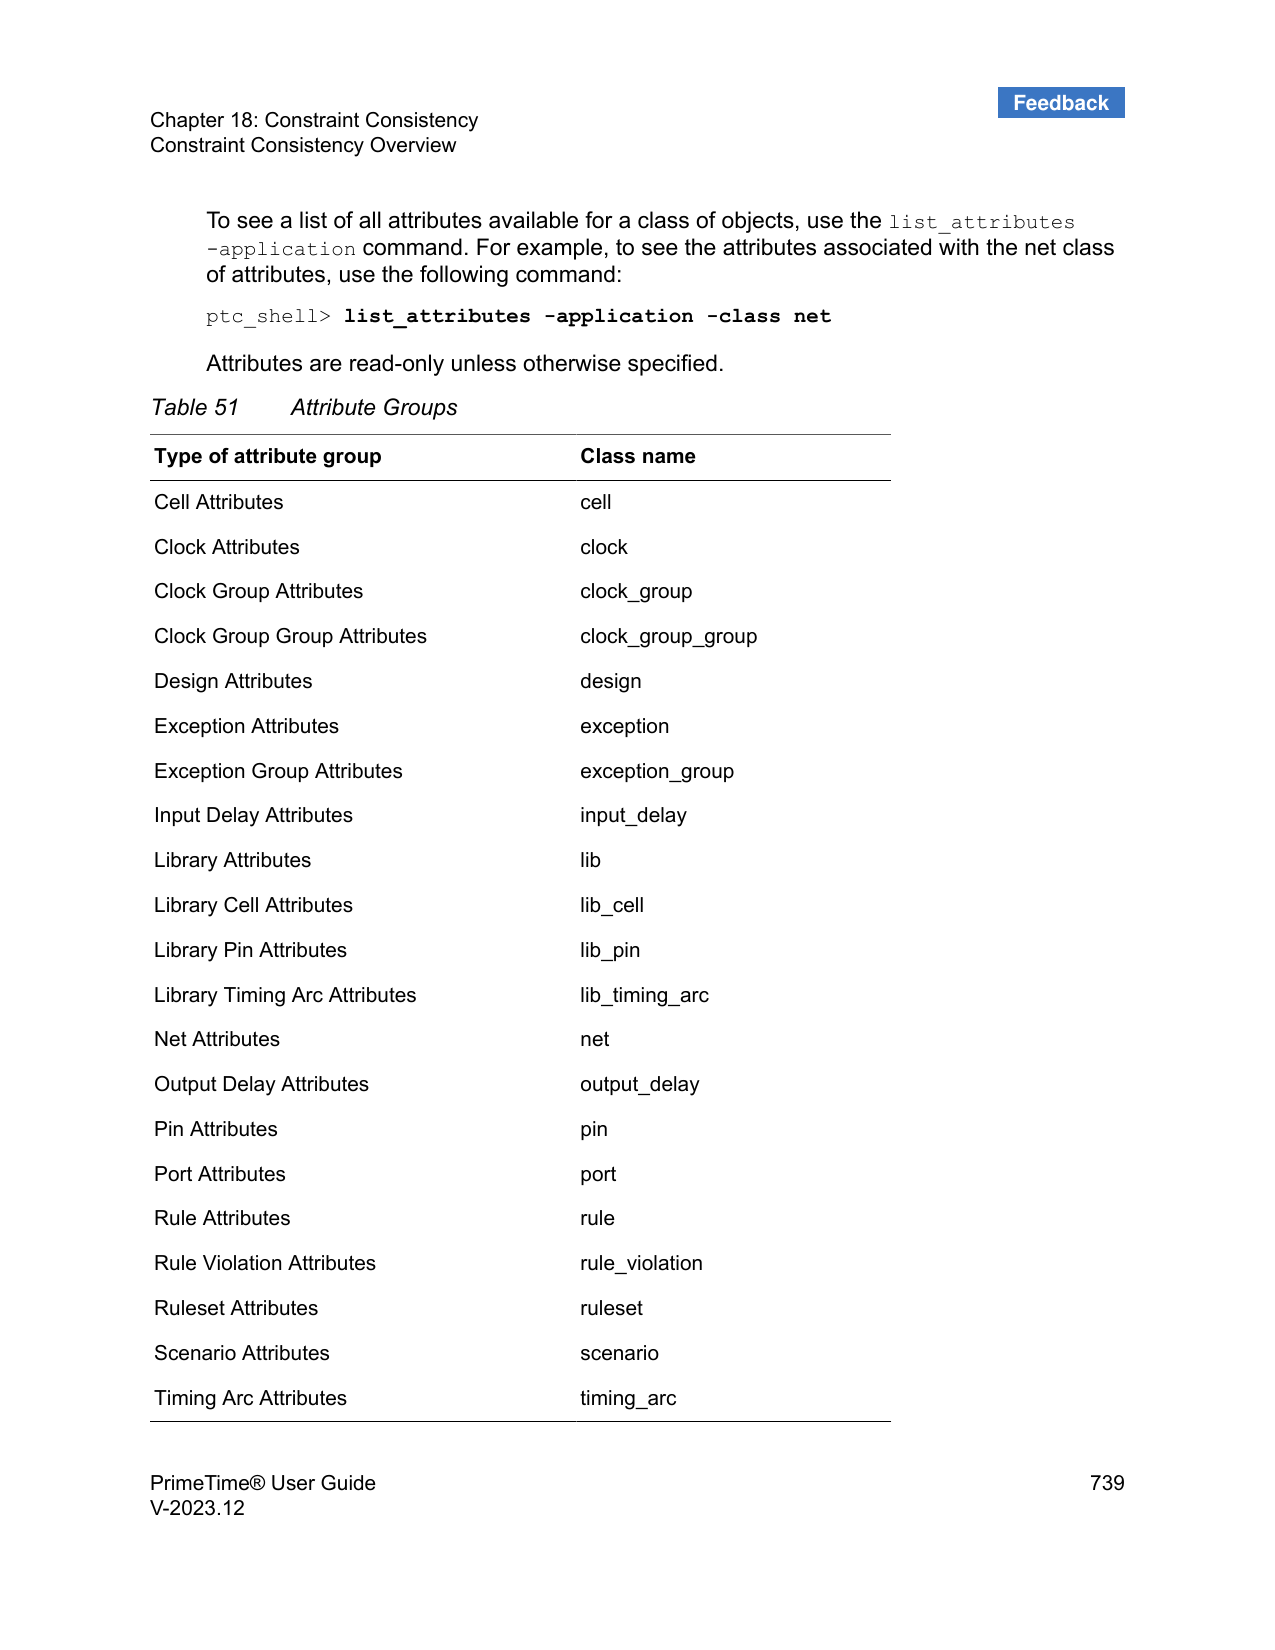 Feedback
Chapter 18: Constraint Consistency
Constraint Consistency Overview
To see a list of all attributes available for a class of objects, use the list_attributes
-application command. For example, to see the attributes associated with the net class
of attributes, use the following command:
ptc_shell> list_attributes -application -class net
Attributes are read-only unless otherwise specified.
Table 51 Attribute Groups
Type of attribute group Class name
Cell Attributes cell
Clock Attributes clock
Clock Group Attributes clock_group
Clock Group Group Attributes clock_group_group
Design Attributes design
Exception Attributes exception
Exception Group Attributes exception_group
Input Delay Attributes input_delay
Library Attributes lib
Library Cell Attributes lib_cell
Library Pin Attributes lib_pin
Library Timing Arc Attributes lib_timing_arc
Net Attributes net
Output Delay Attributes output_delay
Pin Attributes pin
Port Attributes port
Rule Attributes rule
Rule Violation Attributes rule_violation
Ruleset Attributes ruleset
Scenario Attributes scenario
Timing Arc Attributes timing_arc
PrimeTime® User Guide 739
V-2023.12